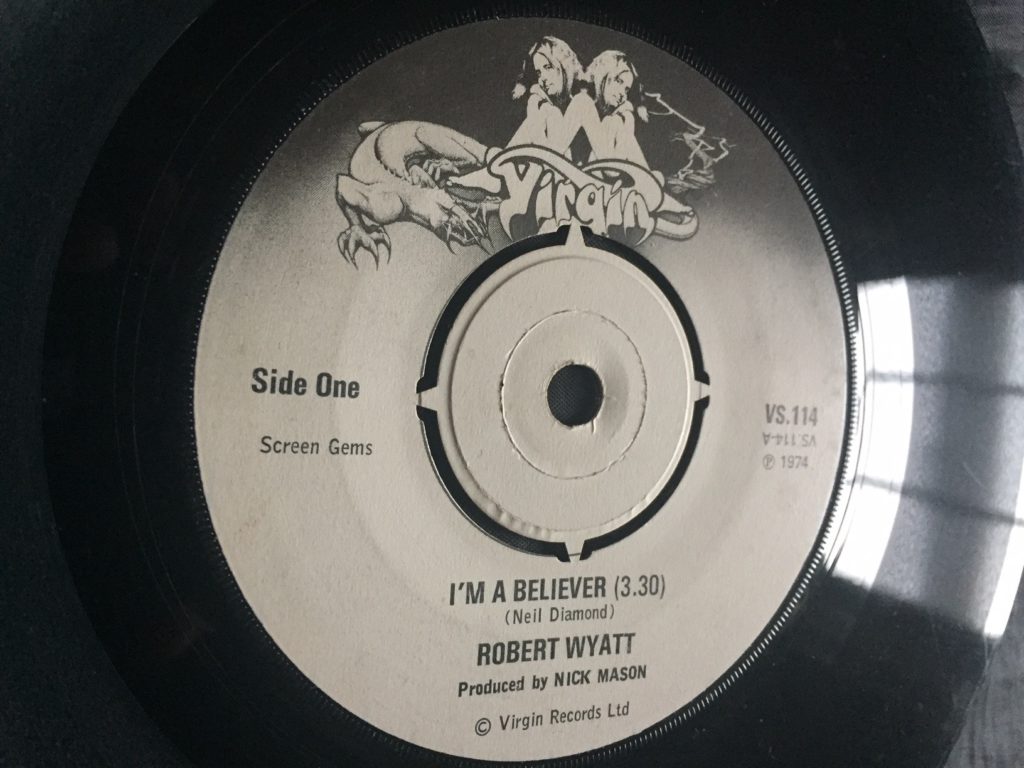 Virgin
Side One
Screen Gems
VS.114
VS.114-A
℗ 1974
I'M A BELIEVER (3.30)
(Neil Diamond)
ROBERT WYATT
Produced by NICK MASON
© Virgin Records Ltd